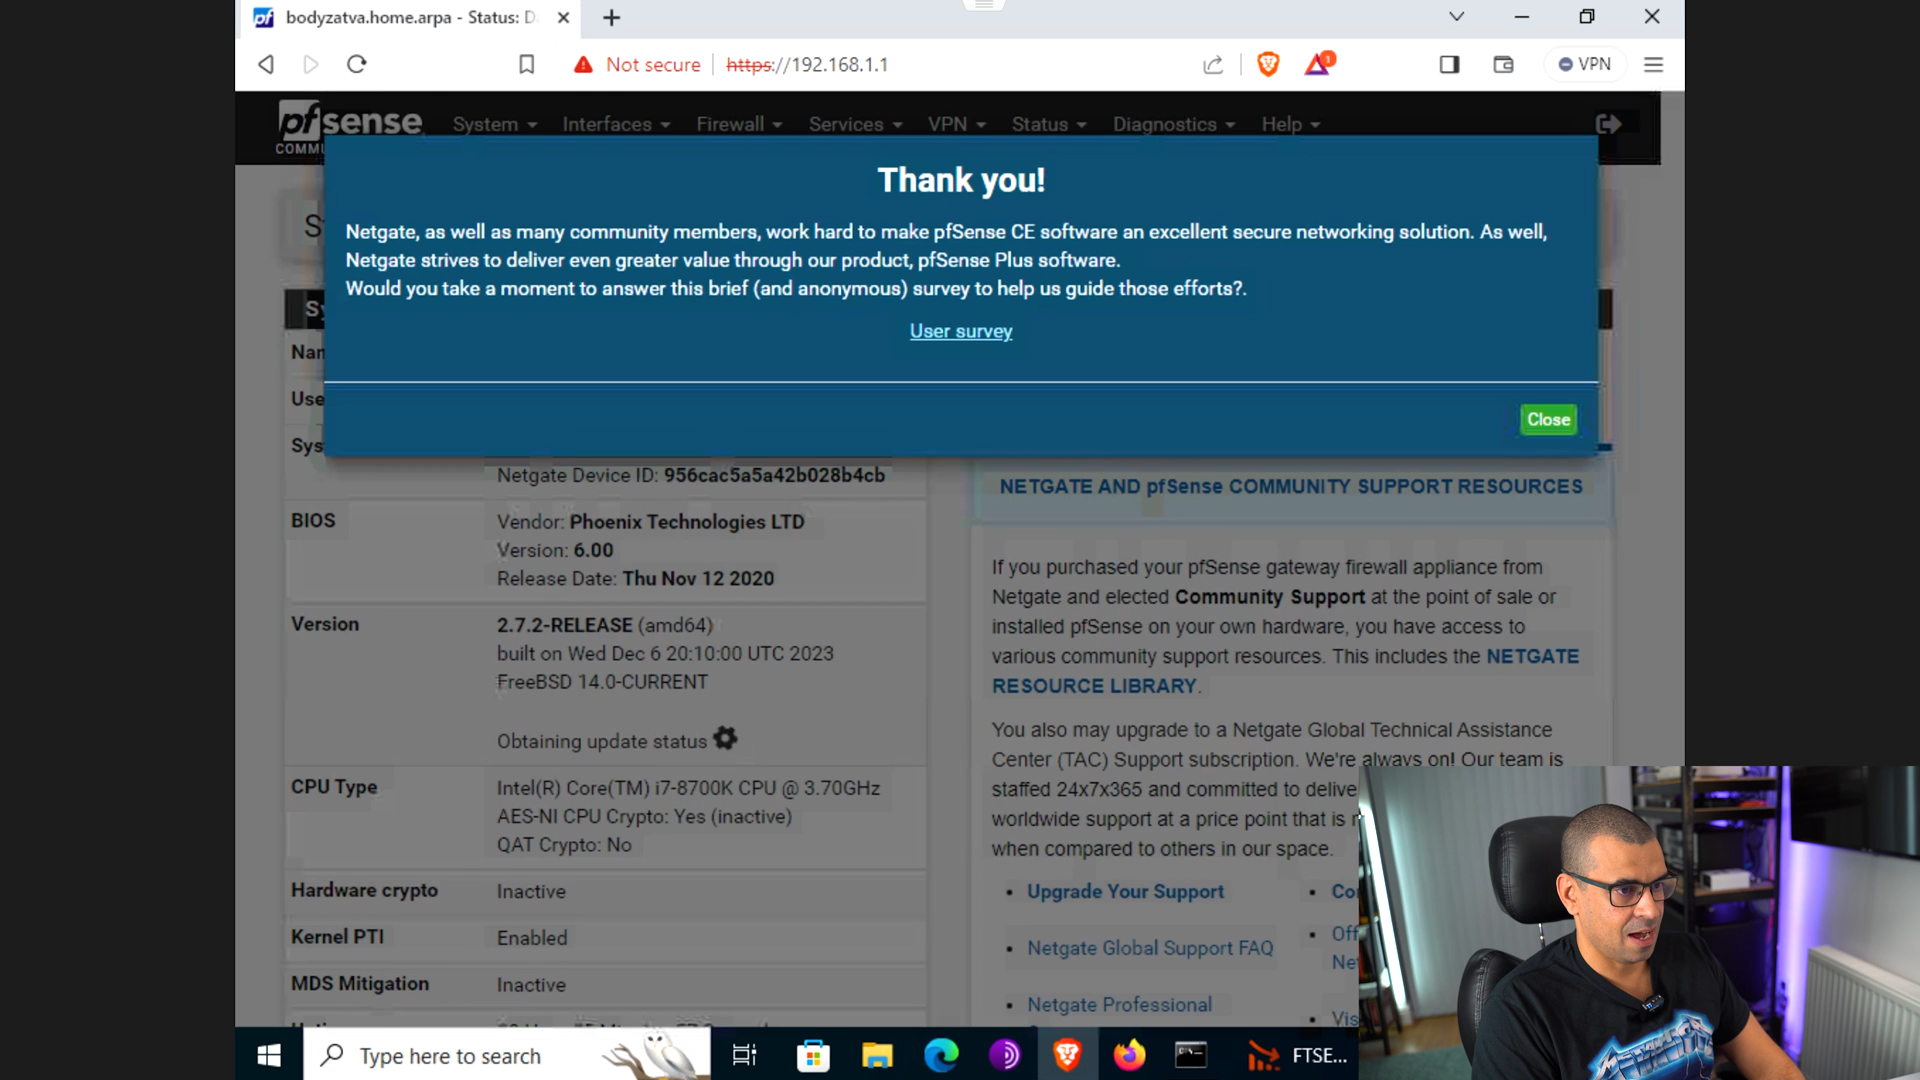 bodyzatva.home.arpa - Status: D
Not secure https://192.168.1.1
1
VPN
pfsense
COMMU
System Interfaces Firewall Services VPN Status Diagnostics Help
Thank you!
Netgate, as well as many community members, work hard to make pfSense CE software an excellent secure networking solution. As well,
Netgate strives to deliver even greater value through our product, pfSense Plus software.
Would you take a moment to answer this brief (and anonymous) survey to help us guide those efforts?.
User survey
Close
Nam
Use
Sys
Netgate Device ID: 956cac5a5a42b028b4cb
BIOS
Vendor: Phoenix Technologies LTD
Version: 6.00
Release Date: Thu Nov 12 2020
Version
2.7.2-RELEASE (amd64)
built on Wed Dec 6 20:10:00 UTC 2023
FreeBSD 14.0-CURRENT
Obtaining update status
CPU Type
Intel(R) Core(TM) i7-8700K CPU @ 3.70GHz
AES-NI CPU Crypto: Yes (inactive)
QAT Crypto: No
Hardware crypto Inactive
Kernel PTI Enabled
MDS Mitigation Inactive
NETGATE AND pfSense COMMUNITY SUPPORT RESOURCES
If you purchased your pfSense gateway firewall appliance from
Netgate and elected Community Support at the point of sale or
installed pfSense on your own hardware, you have access to
various community support resources. This includes the NETGATE
RESOURCE LIBRARY.
You also may upgrade to a Netgate Global Technical Assistance
Center (TAC) Support subscription. We're always on! Our team is
staffed 24x7x365 and committed to delive
worldwide support at a price point that is
when compared to others in our space.
• Upgrade Your Support
• Netgate Global Support FAQ
• Netgate Professional
• Co
• Off
Ne
• Vis
Type here to search
FTSE...